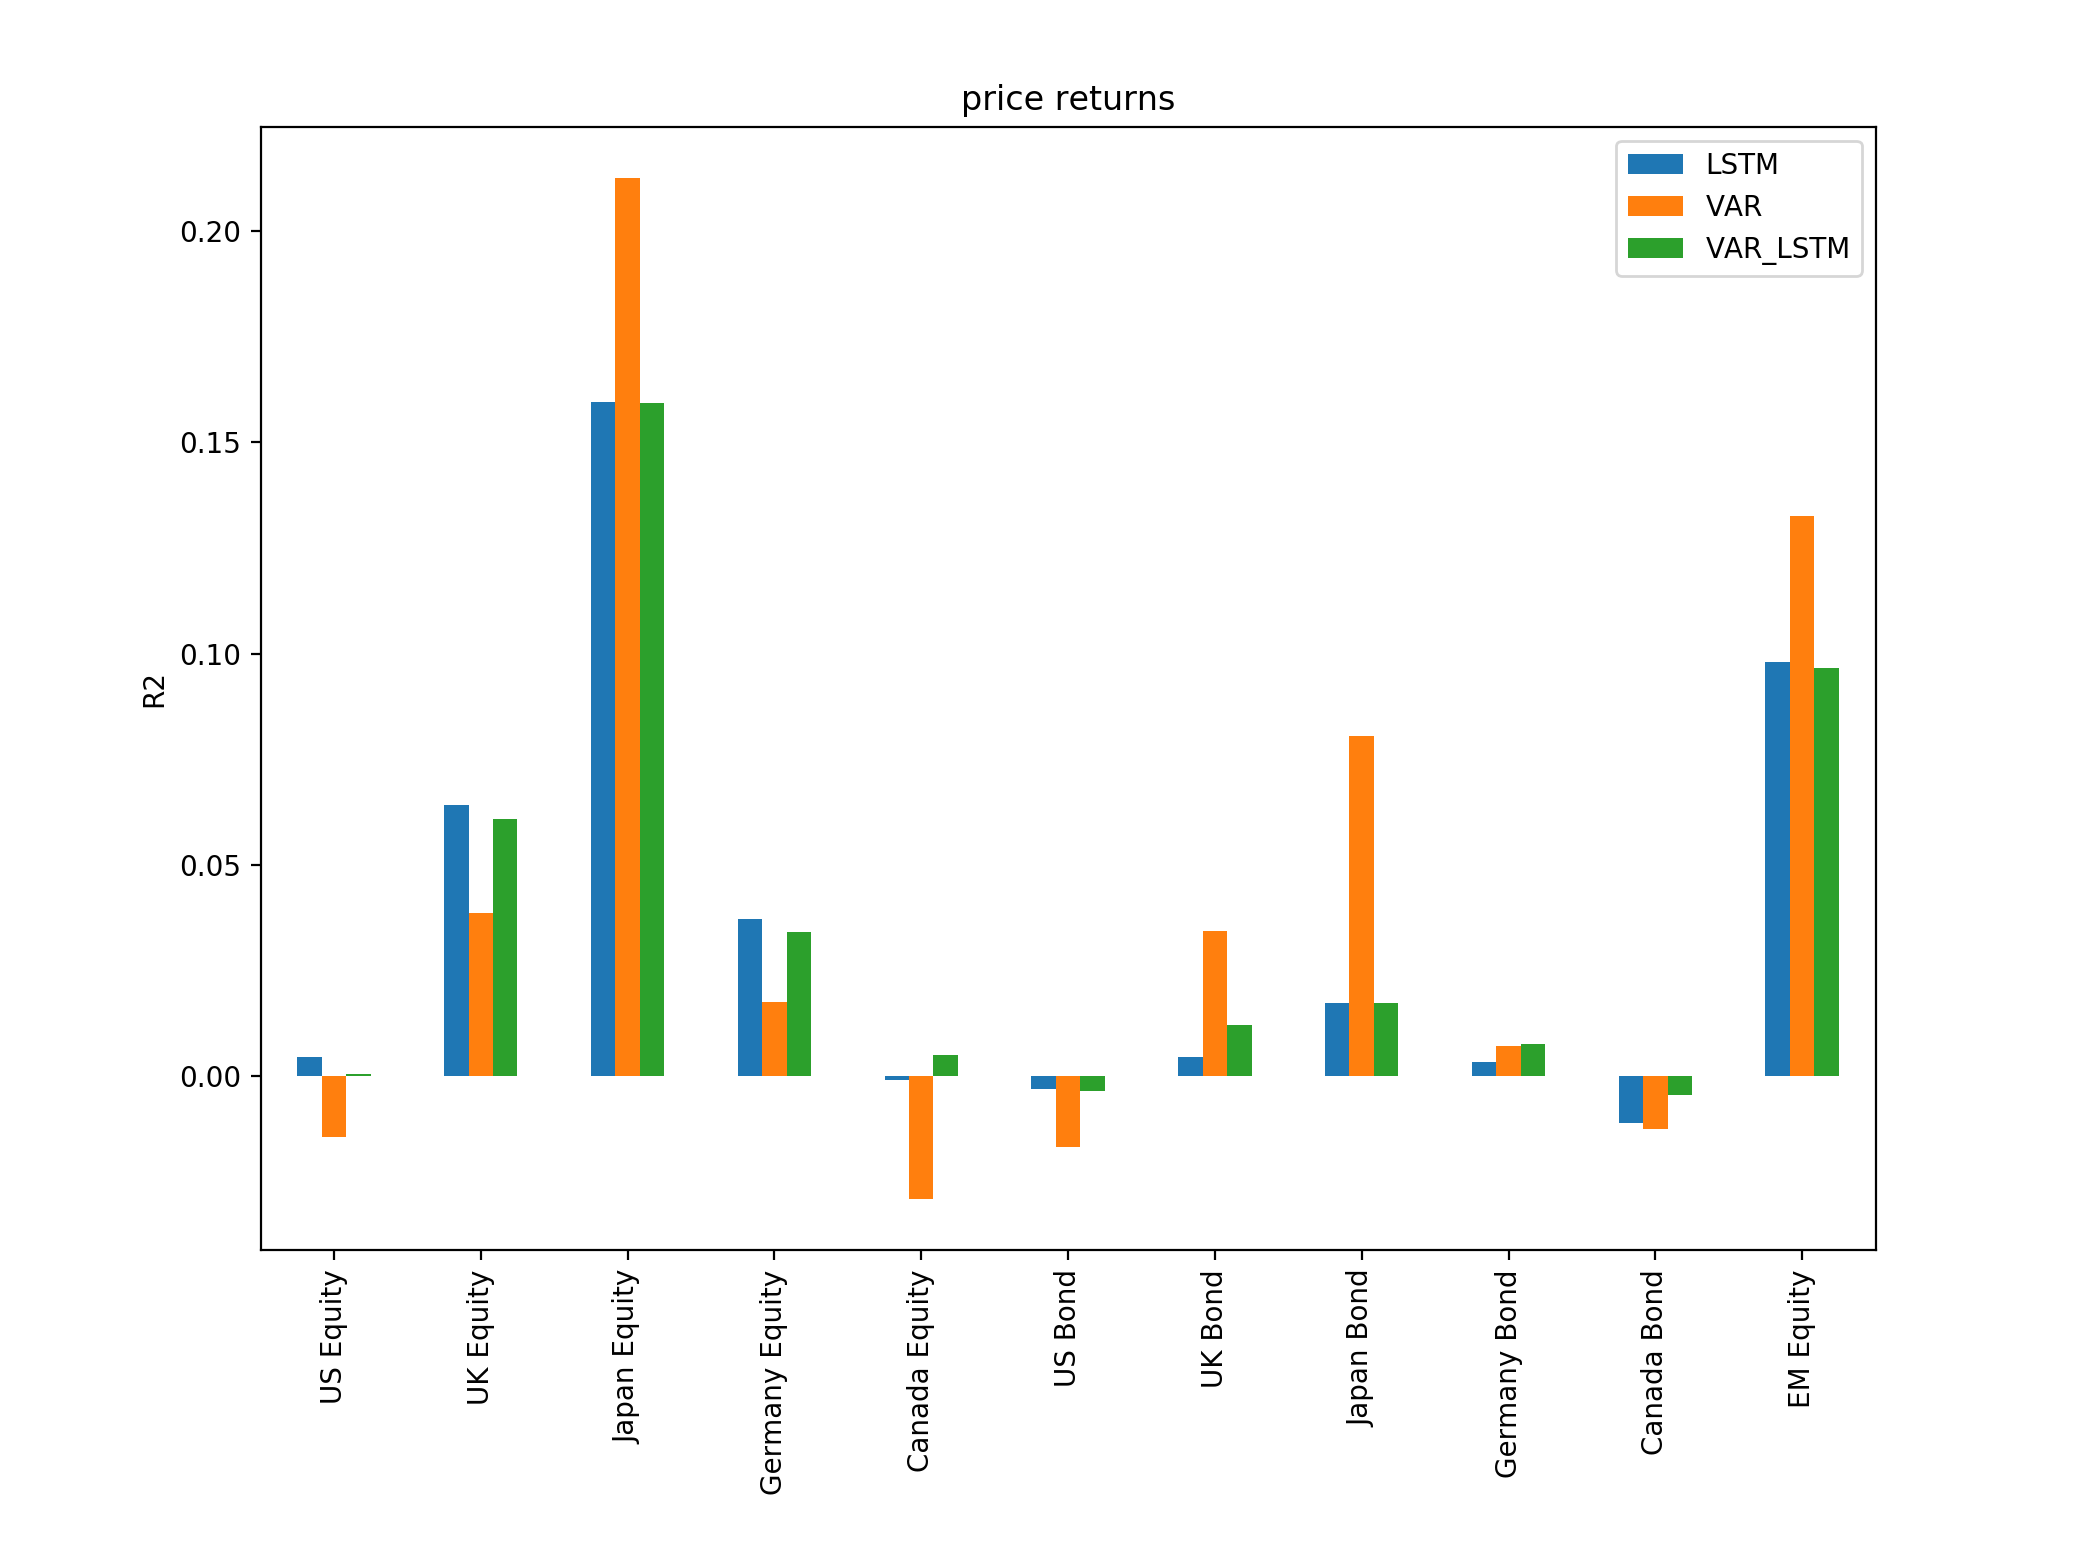 price returns
LSTM
VAR
VAR_LSTM
0.20
0.15
0.10
0.05
0.00
R2
US Equity
UK Equity
Japan Equity
Germany Equity
Canada Equity
US Bond
UK Bond
Japan Bond
Germany Bond
Canada Bond
EM Equity